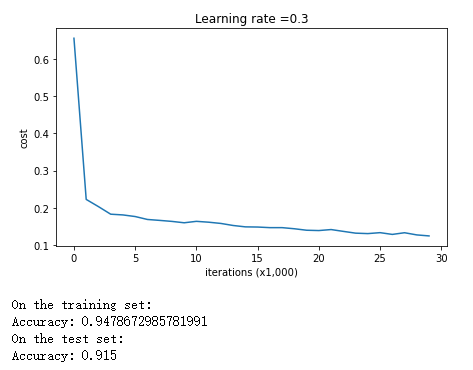 Learning rate =0.3
0.6
0.5
0.4
0.3
0.2
0.1
cost
0 5 10 15 20 25 30
iterations (x1,000)
On the training set:
Accuracy: 0.9478672985781991
On the test set:
Accuracy: 0.915